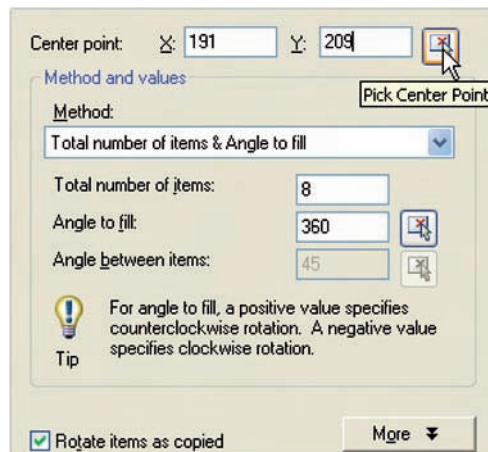 Center point: X: 191 Y: 209
Pick Center Point
Method and values
Method:
Total number of items & Angle to fill
Total number of items: 8
Angle to fill: 360
Angle between items: 45
For angle to fill, a positive value specifies
counterclockwise rotation. A negative value
specifies clockwise rotation.
Tip
Rotate items as copied
More